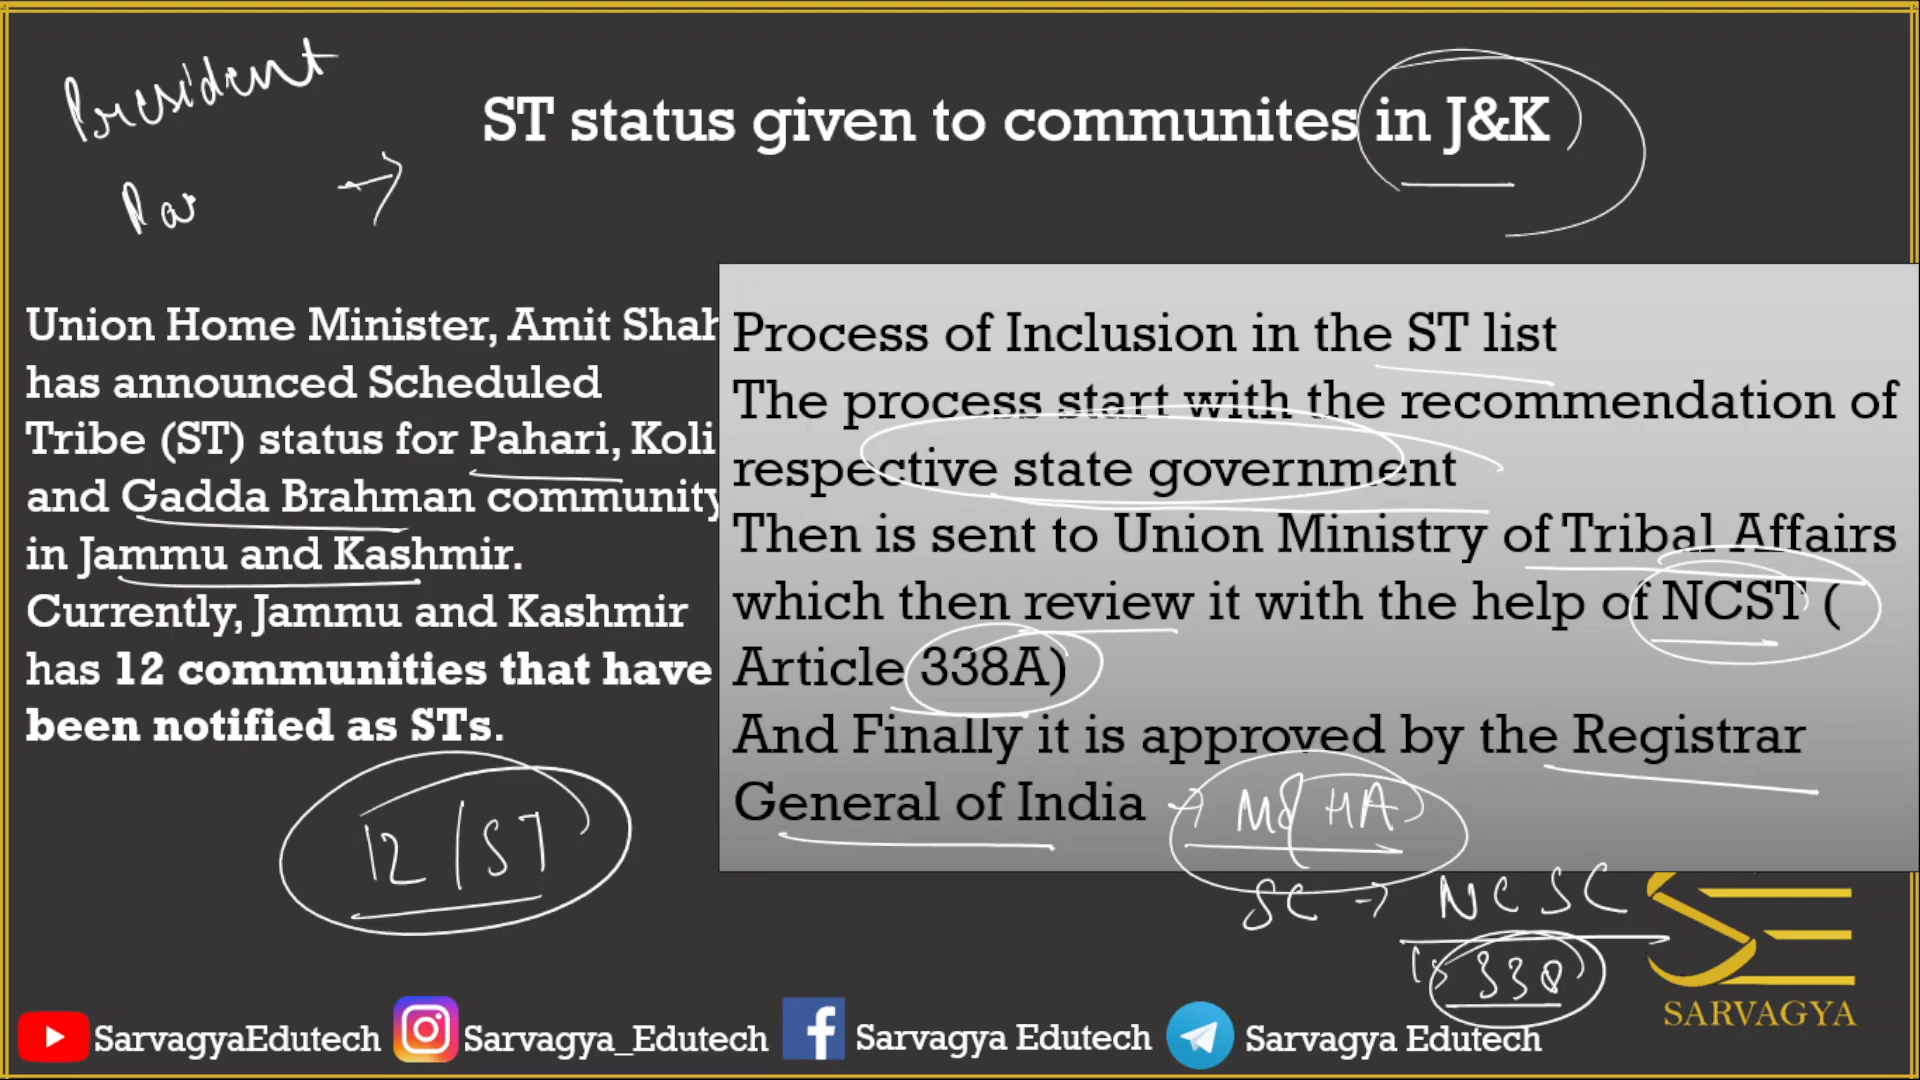 President
Par →
ST status given to communites in J&K
Union Home Minister, Amit Shah
has announced Scheduled
Tribe (ST) status for Pahari, Koli
and Gadda Brahman community
in Jammu and Kashmir.
Currently, Jammu and Kashmir
has 12 communities that have
been notified as STs.
12/ST
Process of Inclusion in the ST list
The process start with the recommendation of
respective state government
Then is sent to Union Ministry of Tribal Affairs
which then review it with the help of NCST (
Article 338A)
And Finally it is approved by the Registrar
General of India → Mo HA
SC → NCSC
338
SARVAGYA
SarvagyaEdutech
Sarvagya_Edutech
Sarvagya Edutech
Sarvagya Edutech